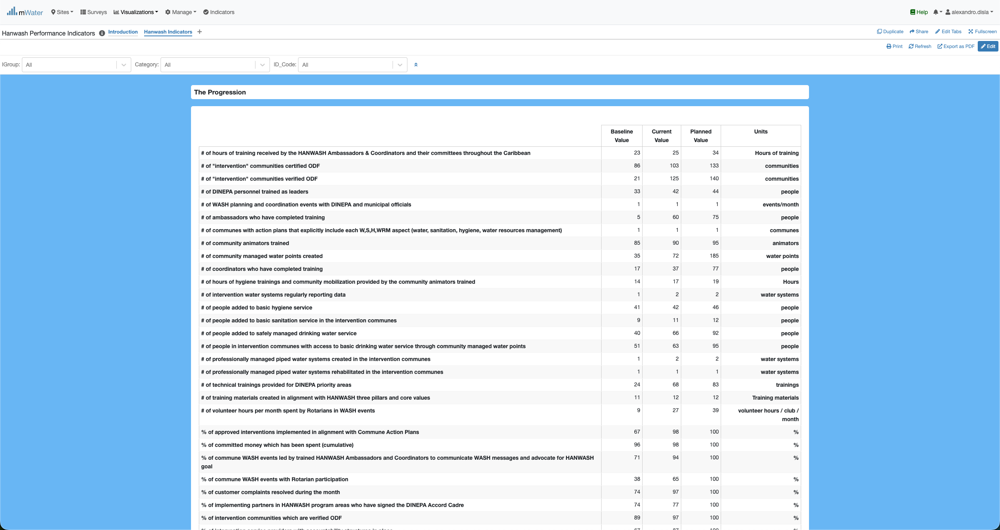 mWater Sites Surveys Visualizations Manage Indicators Help alexandro.disla
Hanwash Performance Indicators Introduction Hanwash Indicators Duplicate Share Edit Tabs Fullscreen
Print Refresh Export as PDF Edit
IGroup: All Category: All ID_Code: All
The Progression
Baseline Value Current Value Planned Value Units
# of hours of training received by the HANWASH Ambassadors & Coordinators and their committees throughout the Caribbean 23 25 34 Hours of training
# of "intervention" communities certified ODF 86 103 133 communities
# of "intervention" communities verified ODF 21 125 140 communities
# of DINEPA personnel trained as leaders 33 42 44 people
# of WASH planning and coordination events with DINEPA and municipal officials 1 1 1 events/month
# of ambassadors who have completed training 5 60 75 people
# of communes with action plans that explicitly include each W,S,H,WRM aspect (water, sanitation, hygiene, water resources management) 1 1 1 communes
# of community animators trained 85 90 95 animators
# of community managed water points created 35 72 185 water points
# of coordinators who have completed training 17 37 77 people
# of hours of hygiene trainings and community mobilization provided by the community animators trained 14 17 19 Hours
# of intervention water systems regularly reporting data 1 2 2 water systems
# of people added to basic hygiene service 41 42 46 people
# of people added to basic sanitation service in the intervention communes 9 11 12 people
# of people added to safely managed drinking water service 40 66 92 people
# of people in intervention communes with access to basic drinking water service through community managed water points 51 63 95 people
# of professionally managed piped water systems created in the intervention communes 1 2 2 water systems
# of professionally managed piped water systems rehabilitated in the intervention communes 1 1 1 water systems
# of technical trainings provided for DINEPA priority areas 24 68 83 trainings
# of training materials created in alignment with HANWASH three pillars and core values 11 12 12 Training materials
# of volunteer hours per month spent by Rotarians in WASH events 9 27 39 volunteer hours / club /
month
% of approved interventions implemented in alignment with Commune Action Plans 67 98 100 %
% of committed money which has been spent (cumulative) 96 98 100 %
% of commune WASH events led by trained HANWASH Ambassadors and Coordinators to communicate WASH messages and advocate for HANWASH 71 94 100 %
goal
% of commune WASH events with Rotarian participation 38 65 100 %
% of customer complaints resolved during the month 74 97 100 %
% of implementing partners in HANWASH program areas who have signed the DINEPA Accord Cadre 74 77 100 %
% of intervention communities which are verified ODF 89 97 100 %